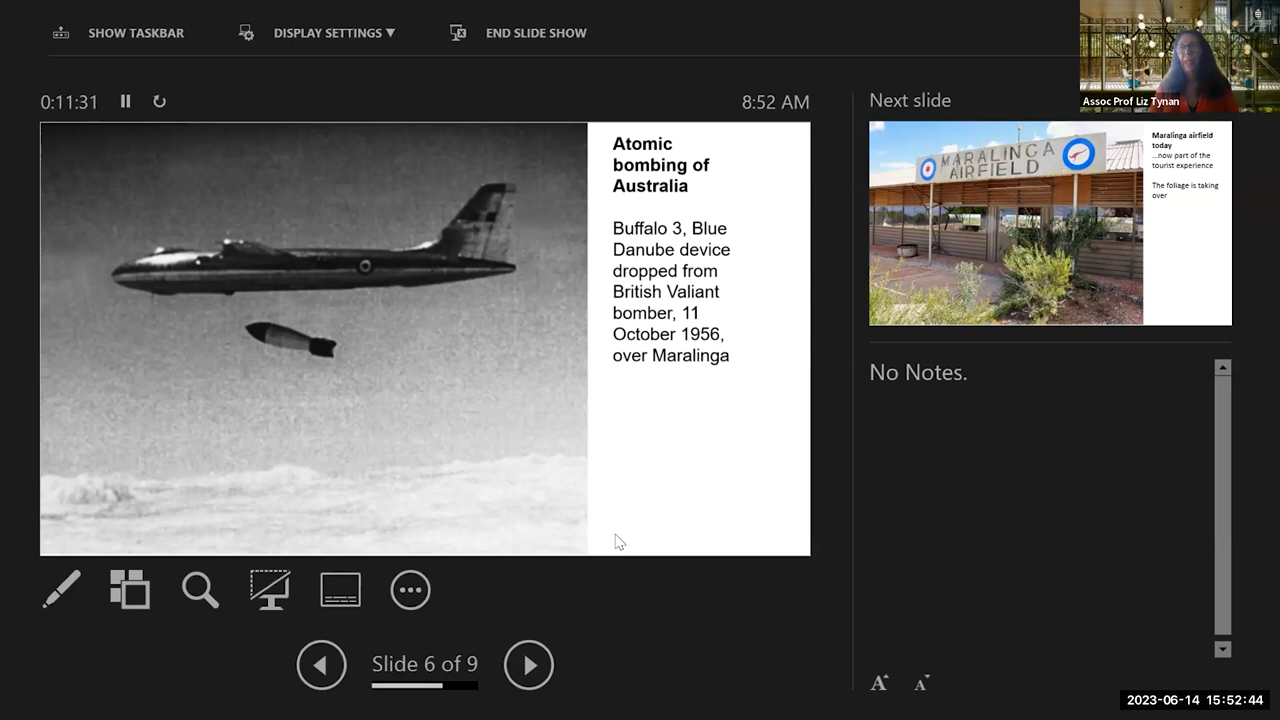 SHOW TASKBAR
DISPLAY SETTINGS ▼
END SLIDE SHOW
Assoc Prof Liz Tynan
0:11:31
8:52 AM
Next slide
Atomic
bombing of
Australia
Buffalo 3, Blue
Danube device
dropped from
British Valiant
bomber, 11
October 1956,
over Maralinga
MARALINGA
AIRFIELD
Maralinga airfield
today
...now part of the
tourist experience
The foliage is taking
over
No Notes.
Slide 6 of 9
A A
2023-06-14 15:52:44